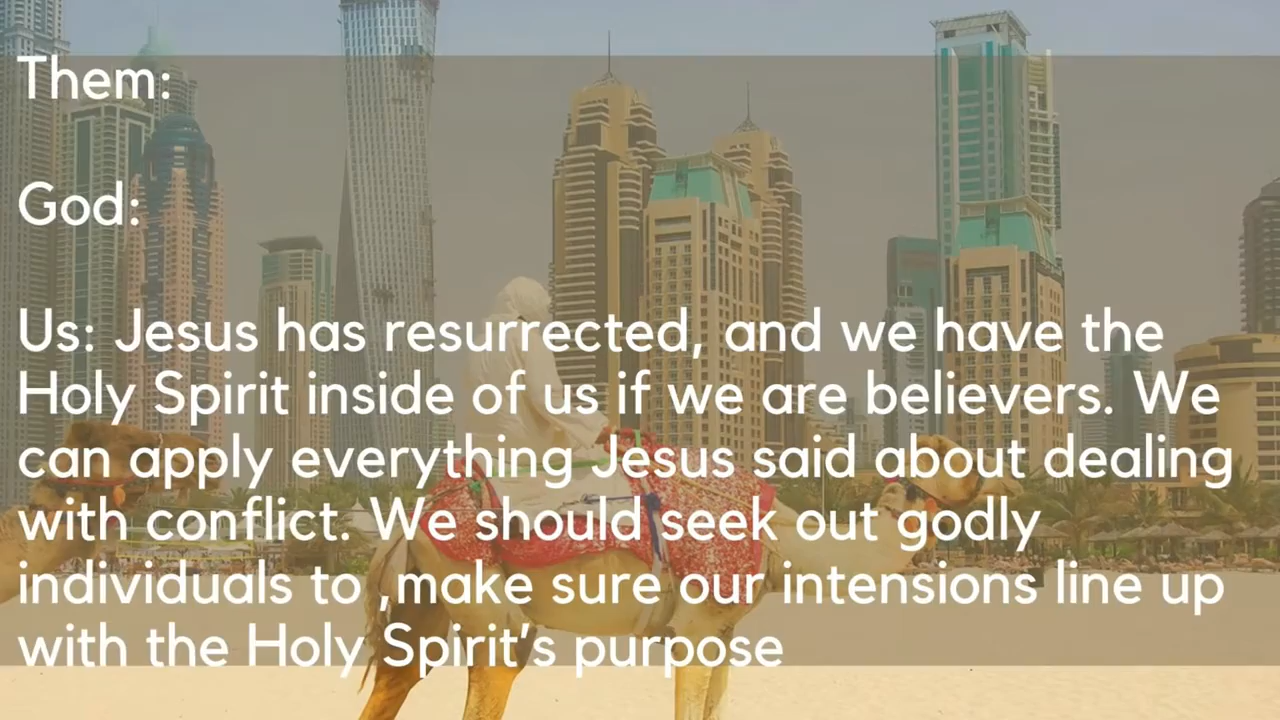 Them:
God:
Us: Jesus has resurrected, and we have the
Holy Spirit inside of us if we are believers. We
can apply everything Jesus said about dealing
with conflict. We should seek out godly
individuals to ,make sure our intensions line up
with the Holy Spirit’s purpose